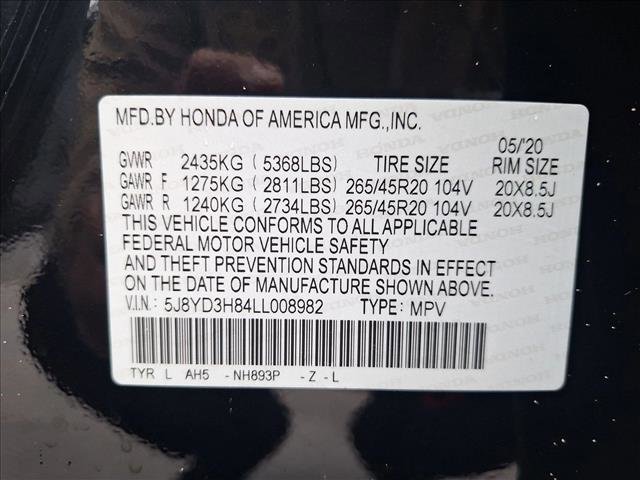 MFD.BY HONDA OF AMERICA MFG.,INC.
05/'20
GVWR 2435KG ( 5368LBS) TIRE SIZE RIM SIZE
GAWR F 1275KG ( 2811LBS) 265/45R20 104V 20X8.5J
GAWR R 1240KG ( 2734LBS) 265/45R20 104V 20X8.5J
THIS VEHICLE CONFORMS TO ALL APPLICABLE
FEDERAL MOTOR VEHICLE SAFETY
AND THEFT PREVENTION STANDARDS IN EFFECT
ON THE DATE OF MANUFACTURE SHOWN ABOVE.
V.I.N.: 5J8YD3H84LL008982 TYPE: MPV
TYR L AH5 -NH893P -Z-L